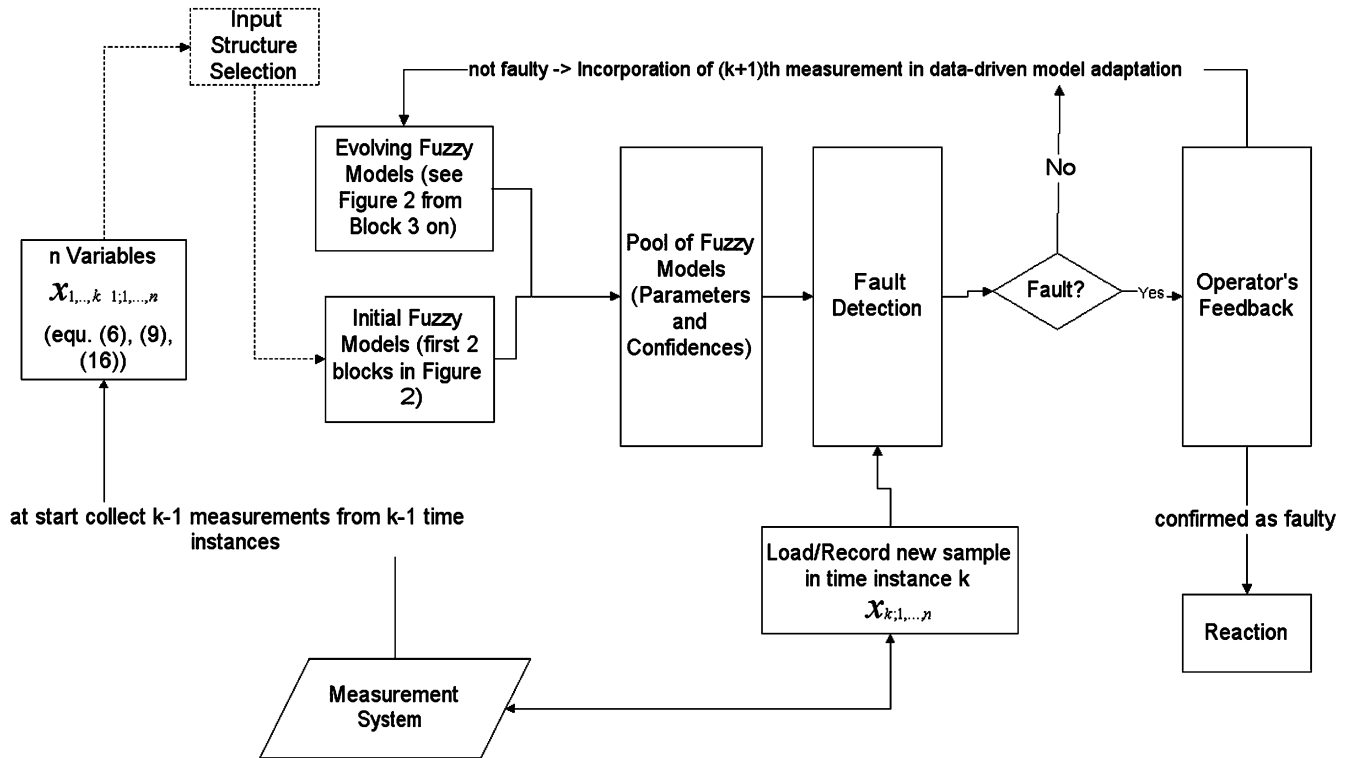 Input
Structure
Selection
not faulty -> Incorporation of (k+1)th measurement in data-driven model adaptation
Evolving Fuzzy
Models (see
Figure 2 from
Block 3 on)
No
n Variables
x1,..,k 1;1,...,n
(equ. (6), (9),
(16))
Initial Fuzzy
Models (first 2
blocks in Figure
2)
Pool of Fuzzy
Models
(Parameters
and
Confidences)
Fault
Detection
Fault?
Yes
Operator's
Feedback
at start collect k-1 measurements from k-1 time
instances
Load/Record new sample
in time instance k
xk;1,...,n
confirmed as faulty
Reaction
Measurement
System